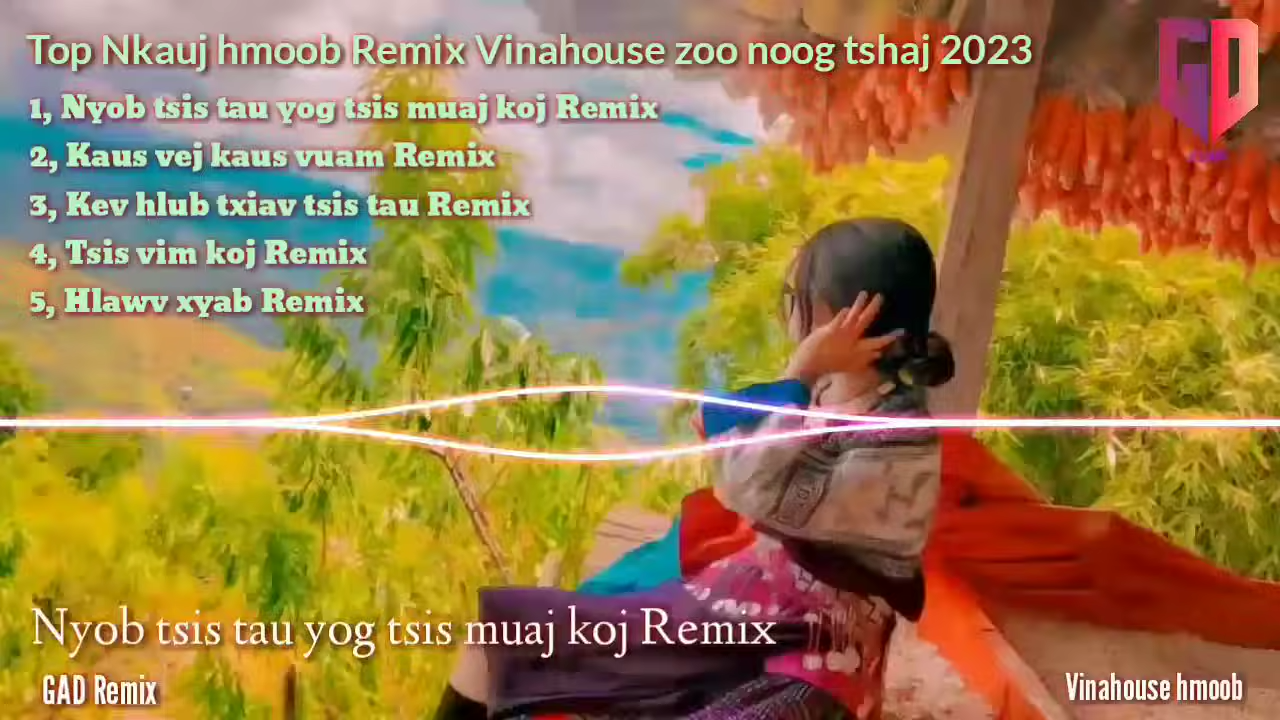 Top Nkauj hmoob Remix Vinahouse zoo noog tshaj 2023
GD
1, Nyob tsis tau yog tsis muaj koj Remix
2, Kaus vej kaus vuam Remix
3, Kev hlub txiav tsis tau Remix
4, Tsis vim koj Remix
5, Hlawv xyab Remix
Nyob tsis tau yog tsis muaj koj Remix
GAD Remix
Vinahouse hmoob